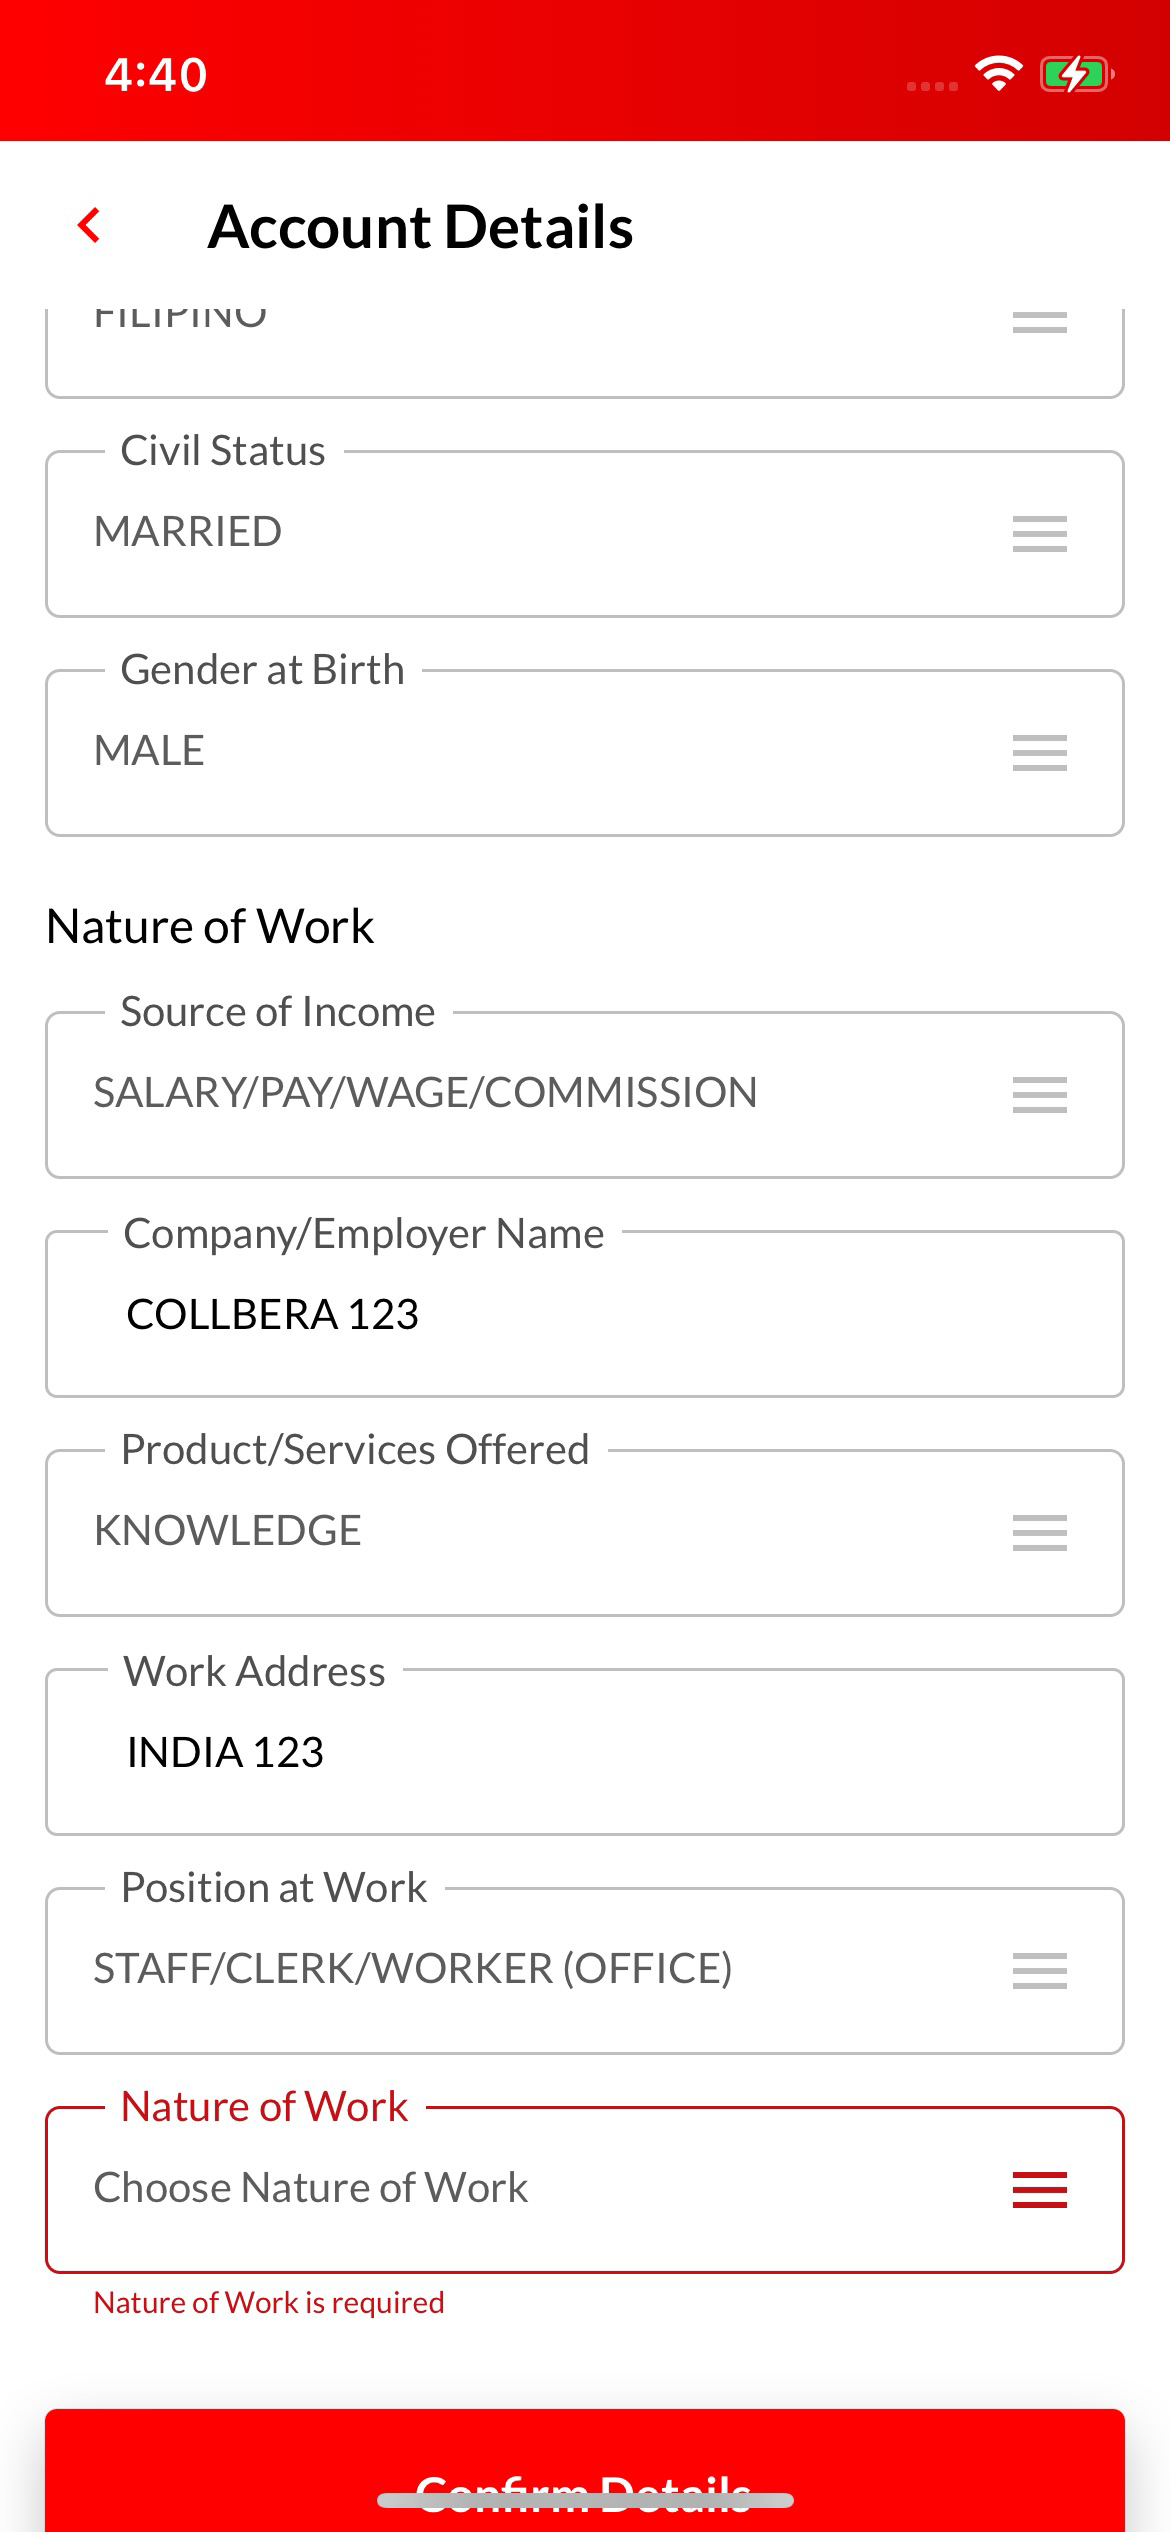 4:40
Account Details
FILIPINO
Civil Status
MARRIED
Gender at Birth
MALE
Nature of Work
Source of Income
SALARY/PAY/WAGE/COMMISSION
Company/Employer Name
COLLBERA 123
Product/Services Offered
KNOWLEDGE
Work Address
INDIA 123
Position at Work
STAFF/CLERK/WORKER (OFFICE)
Nature of Work
Choose Nature of Work
Nature of Work is required
Confirm Details